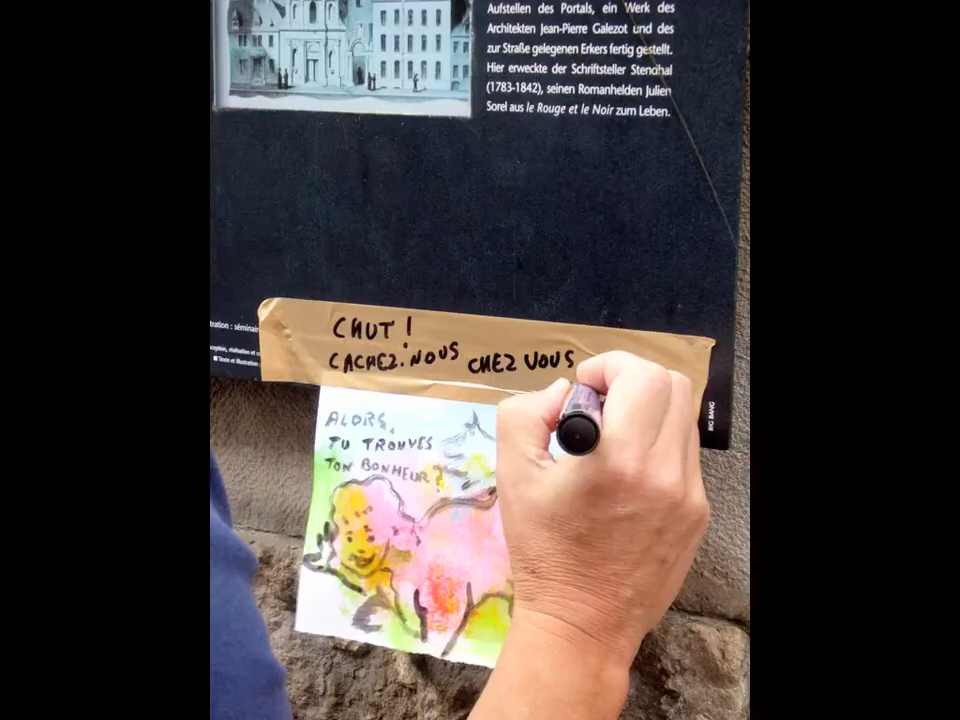 Aufstellen des Portals, ein Werk des
Architekten Jean-Pierre Galezot und des
zur Straße gelegenen Erkers fertig gestellt.
Hier erweckte der Schriftsteller Stendhal
(1783-1842), seinen Romanhelden Julien
Sorel aus le Rouge et le Noir zum Leben.
CHUT !
CACHEZ.NOUS CHEZ VOUS
ALORS,
TU TROUVES
TON BONHEUR?
BIG BANG